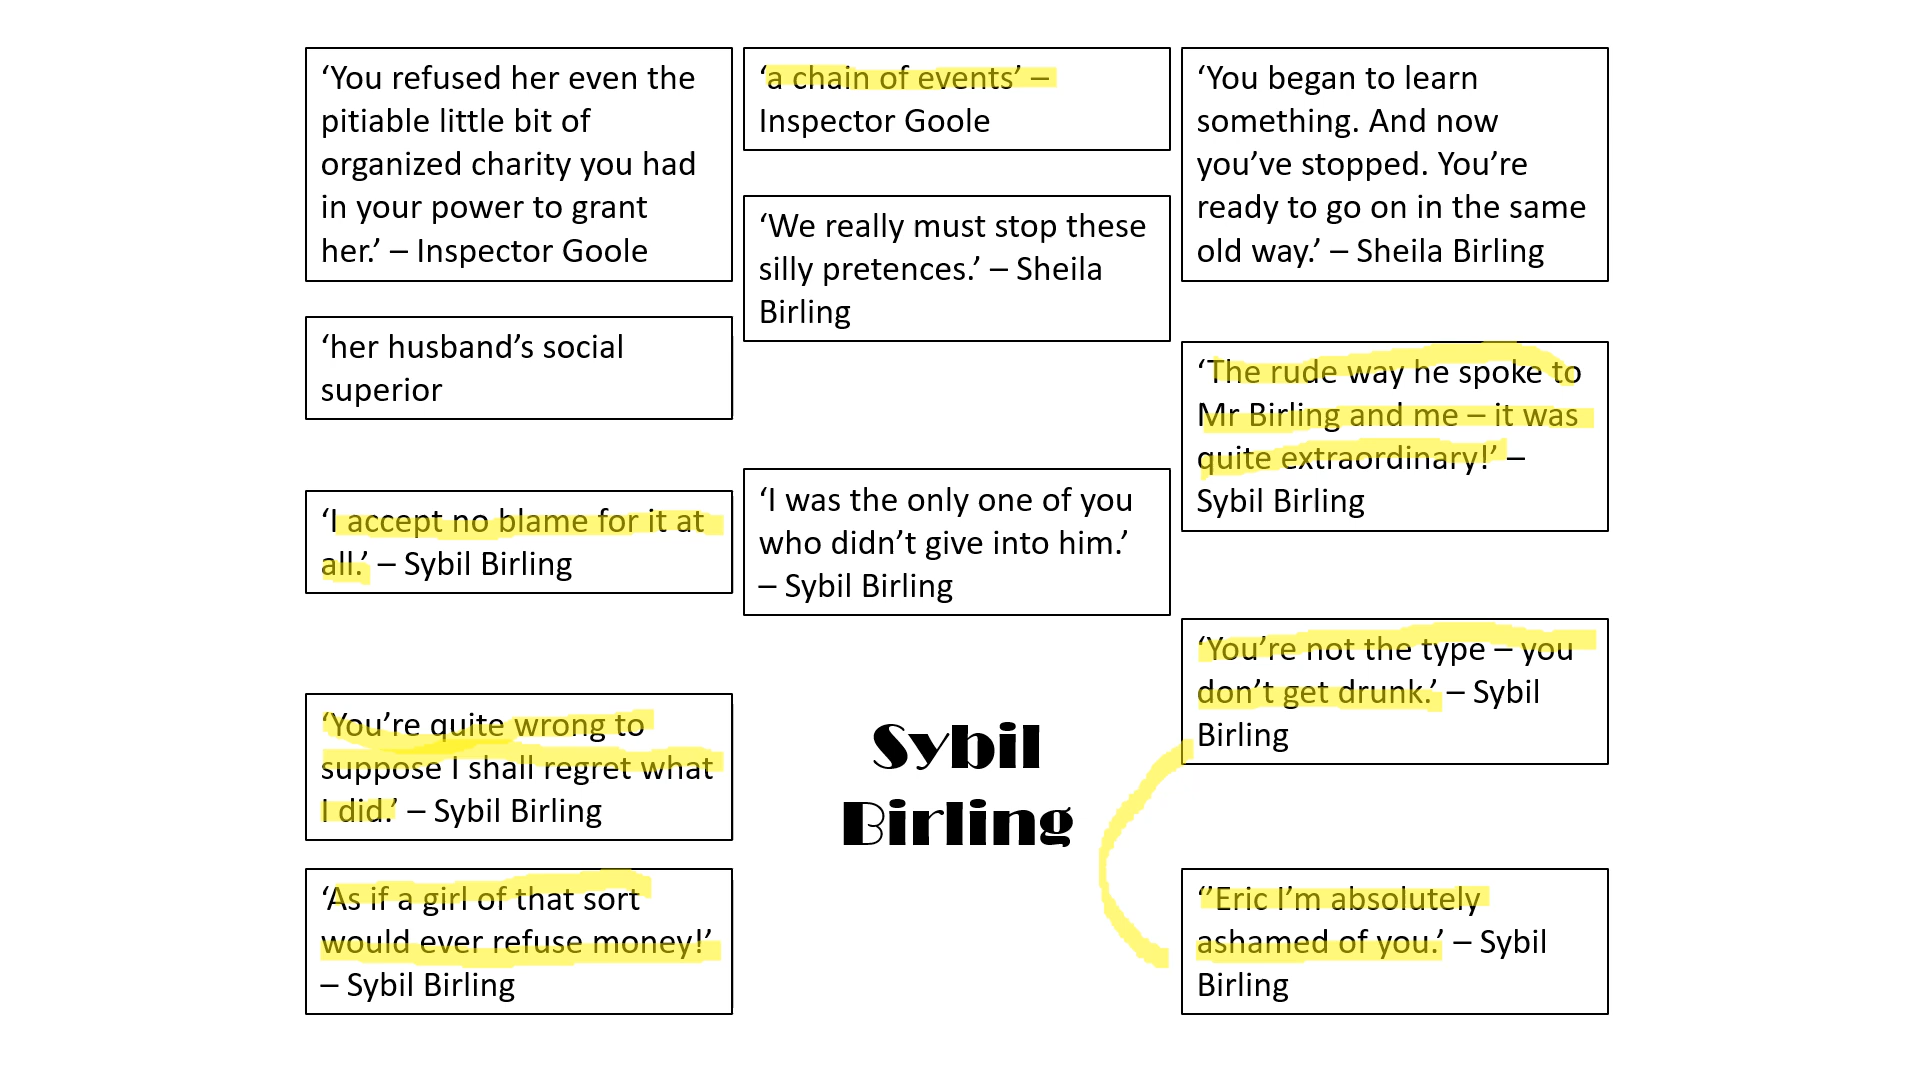 ‘You refused her even the
pitiable little bit of
organized charity you had
in your power to grant
her.’ – Inspector Goole
‘her husband’s social
superior
‘I accept no blame for it at
all.’ – Sybil Birling
‘You’re quite wrong to
suppose I shall regret what
I did.’ – Sybil Birling
‘As if a girl of that sort
would ever refuse money!’
– Sybil Birling
‘a chain of events’ –
Inspector Goole
‘We really must stop these
silly pretences.’ – Sheila
Birling
‘I was the only one of you
who didn’t give into him.’
– Sybil Birling
Sybil
Birling
‘You began to learn
something. And now
you’ve stopped. You’re
ready to go on in the same
old way.’ – Sheila Birling
‘The rude way he spoke to
Mr Birling and me – it was
quite extraordinary!’ –
Sybil Birling
‘You’re not the type – you
don’t get drunk.’ – Sybil
Birling
‘’Eric I’m absolutely
ashamed of you.’ – Sybil
Birling